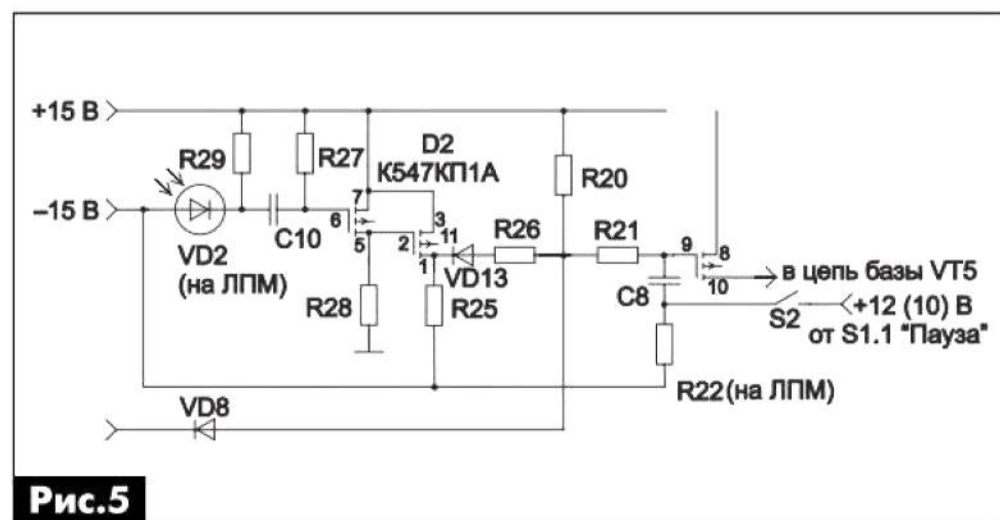 +15 В
R29
R27
D2
К547КП1А
R20
–15 В
7
6
5
3
2
11
1
R26
R21
9
8
10
VD2
(на ЛПМ)
C10
VD13
в цепь базы VT5
R28
R25
C8
S2
+12 (10) В
от S1.1 "Пауза"
R22 (на ЛПМ)
VD8
Рис.5